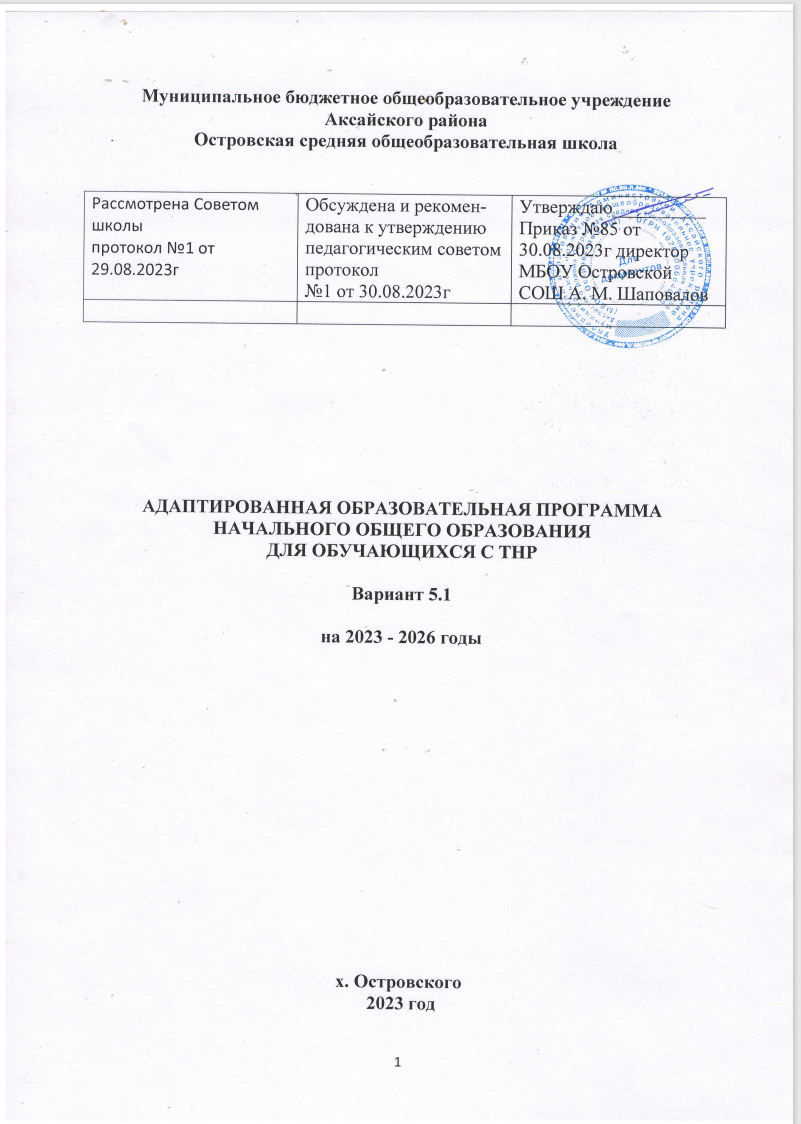 Муниципальное бюджетное общеобразовательное учреждение
Аксайского района
Островская средняя общеобразовательная школа
Рассмотрена Советом
школы
протокол №1 от
29.08.2023г
Обсуждена и рекомен-
дована к утверждению
педагогическим советом
протокол
№1 от 30.08.2023г
Утверждаю
Приказ №85 от
30.08.2023г директор
МБОУ Островской
СОШ А. М. Шаповалов
Для
документов
АДАПТИРОВАННАЯ ОБРАЗОВАТЕЛЬНАЯ ПРОГРАММА
НАЧАЛЬНОГО ОБЩЕГО ОБРАЗОВАНИЯ
ДЛЯ ОБУЧАЮЩИХСЯ С ТНР
Вариант 5.1
на 2023 - 2026 годы
х. Островского
2023 год
1